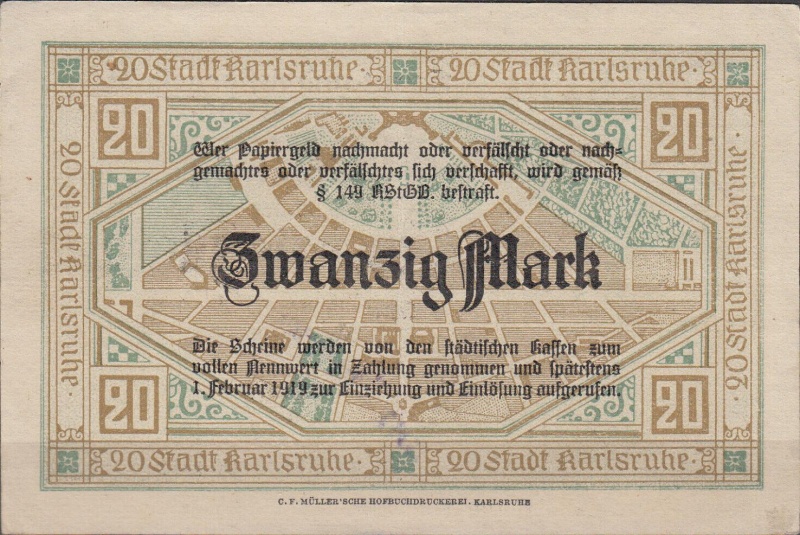 20 Stadt Karlsruhe · 20 Stadt Karlsruhe ·
20 20
20 Stadt Karlsruhe ·
20 Stadt Karlsruhe ·
Wer Papiergeld nachmacht oder verfälscht oder nach=
gemachtes oder verfälschtes sich verschafft, wird gemäß
§ 149 RStGB. bestraft.
Zwanzig Mark
Die Scheine werden von den städtischen Kassen zum
vollen Nennwert in Zahlung genommen und spätestens
1. Februar 1919 zur Einziehung und Einlösung aufgerufen.
20 20
20 Stadt Karlsruhe · 20 Stadt Karlsruhe ·
C. F. MÜLLER'SCHE HOFBUCHDRUCKEREI. KARLSRUHE